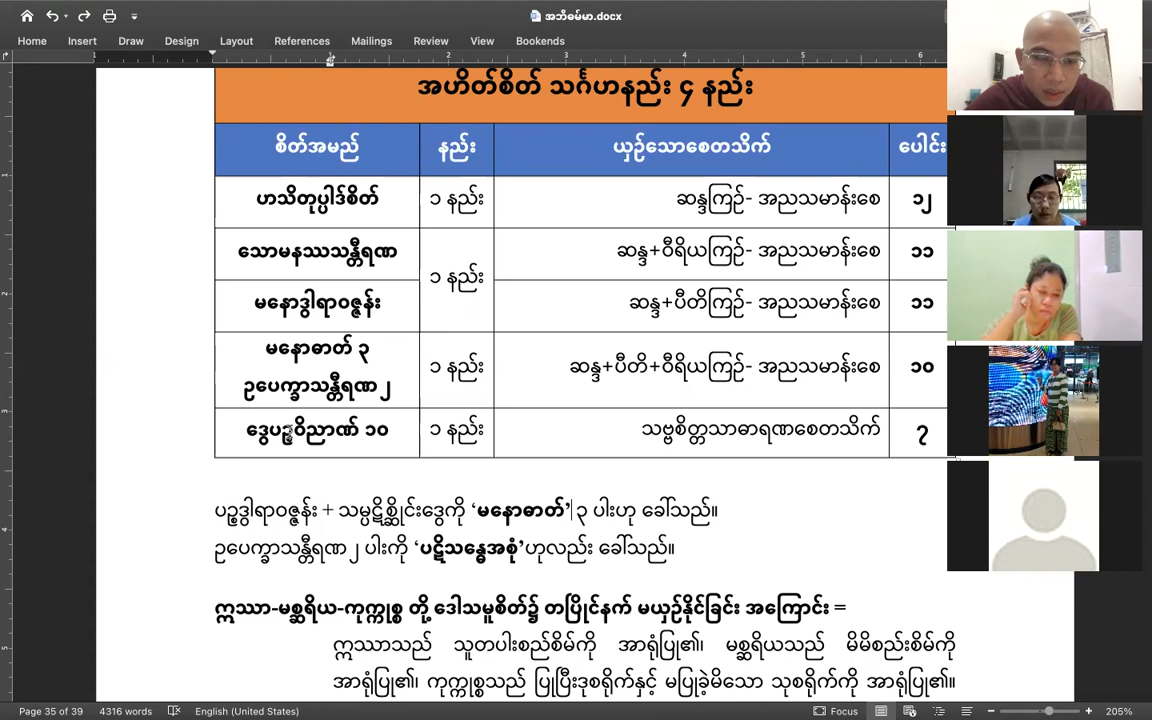 အဘိဓမ်မာ.docx
Home Insert Draw Design Layout References Mailings Review View Bookends
1 1 2 3 4 5 6
အဟိတ်စိတ် သင်္ဂဟနည်း ၄ နည်း
စိတ်အမည် နည်း ယှဉ်သောစေတသိက် ပေါင်း
ဟသိတုပ္ပါဒ်စိတ် ၁ နည်း ဆန္ဒကြဉ်- အညသမာန်းစေ ၁၂
သောမနဿသန္တီရဏ ၁ နည်း ဆန္ဒ+ဝီရိယကြဉ်- အညသမာန်းစေ ၁၁
မနောဒွါရာဝဇ္ဇန်း ဆန္ဒ+ပီတိကြဉ်- အညသမာန်းစေ ၁၁
မနောဓာတ် ၃
ဥပေက္ခာသန္တီရဏ၂ ၁ နည်း ဆန္ဒ+ပီတိ+ဝီရိယကြဉ်- အညသမာန်းစေ ၁၀
ဒွေပဉ္စဝိညာဏ် ၁၀ ၁ နည်း သဗ္ဗစိတ္တသာဓာရဏစေတသိက် ၇
ပဉ္စဒွါရာဝဇ္ဇန်း + သမ္ပဋိစ္ဆိုင်းဒွေကို ‘မနောဓာတ်’ ၃ ပါးဟု ခေါ်သည်။
ဥပေက္ခာသန္တီရဏ၂ ပါးကို ‘ပဋိသန္ဓေအစုံ’ဟုလည်း ခေါ်သည်။
ဣဿာ-မစ္ဆရိယ-ကုက္ကုစ္စ တို့ ဒေါသမူစိတ်၌ တပြိုင်နက် မယှဉ်နိုင်ခြင်း အကြောင်း =
ဣဿာသည် သူတပါးစည်စိမ်ကို အာရုံပြု၏၊ မစ္ဆရိယသည် မိမိစည်းစိမ်ကို
အာရုံပြု၏၊ ကုက္ကုစ္စသည် ပြုပြီးဒုစရိုက်နှင့် မပြုခဲ့မိသော သုစရိုက်ကို အာရုံပြု၏။
Page 35 of 39 4316 words English (United States) Focus 205%